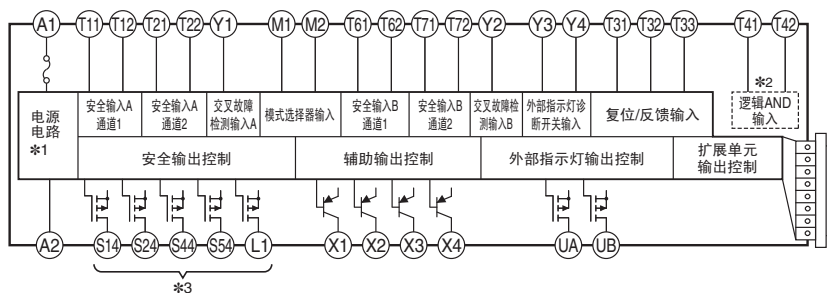 A1 T11 T12 T21 T22 Y1 M1 M2 T61 T62 T71 T72 Y2 Y3 Y4 T31 T32 T33 T41 T42
*2
电源
电路
*1
安全输入A
通道1
安全输入A
通道2
交叉故障
检测输入A
模式选择器输入
安全输入B
通道1
安全输入B
通道2
交叉故障检
测输入B
外部指示灯诊
断开关输入
复位/反馈输入
逻辑AND
输入
安全输出控制
辅助输出控制
外部指示灯输出控制
扩展单元
输出控制
A2 S14 S24 S44 S54 L1 X1 X2 X3 X4 UA UB
*3